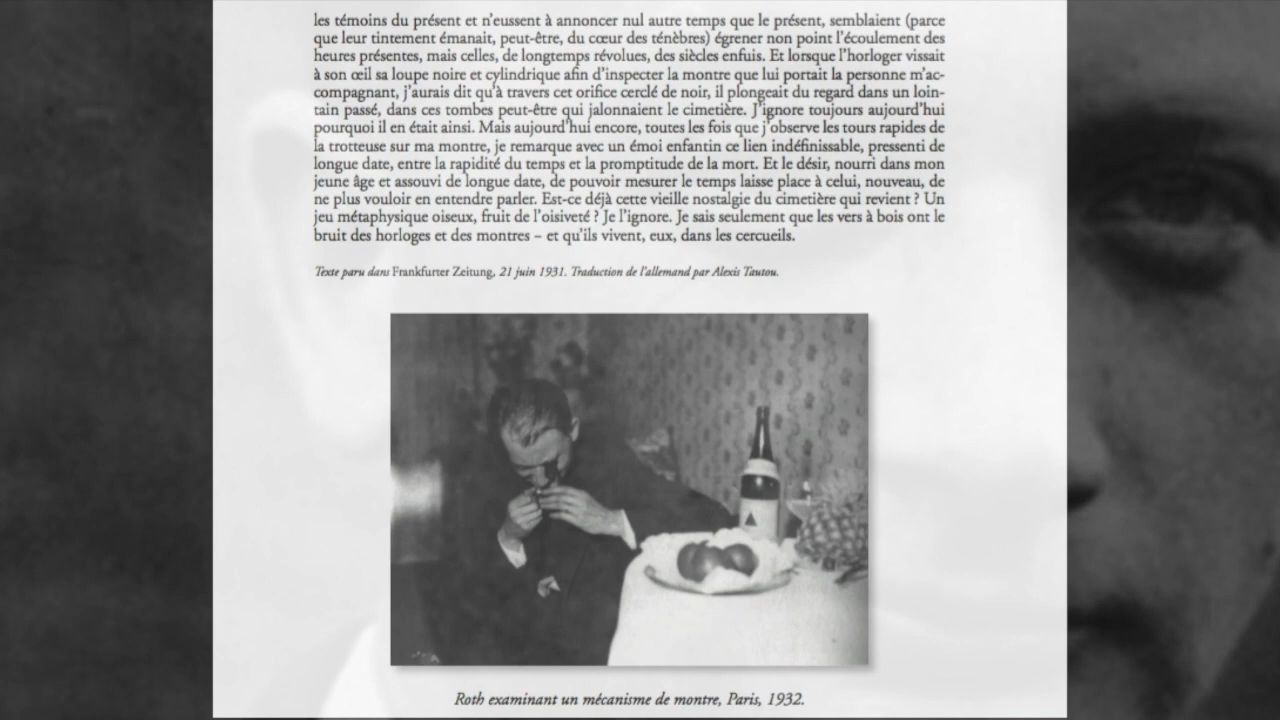 les témoins du présent et n’eussent à annoncer nul autre temps que le présent, semblaient (parce
que leur tintement émanait, peut-être, du cœur des ténèbres) égrener non point l’écoulement des
heures présentes, mais celles, de longtemps révolues, des siècles enfuis. Et lorsque l’horloger vissait
à son œil sa loupe noire et cylindrique afin d’inspecter la montre que lui portait la personne m’ac-
compagnant, j’aurais dit qu’à travers cet orifice cerclé de noir, il plongeait du regard dans un loin-
tain passé, dans ces tombes peut-être qui jalonnaient le cimetière. J’ignore toujours aujourd’hui
pourquoi il en était ainsi. Mais aujourd’hui encore, toutes les fois que j’observe les tours rapides de
la trotteuse sur ma montre, je remarque avec un émoi enfantin ce lien indéfinissable, pressenti de
longue date, entre la rapidité du temps et la promptitude de la mort. Et le désir, nourri dans mon
jeune âge et assouvi de longue date, de pouvoir mesurer le temps laisse place à celui, nouveau, de
ne plus vouloir en entendre parler. Est-ce déjà cette vieille nostalgie du cimetière qui revient ? Un
jeu métaphysique oiseux, fruit de l’oisiveté ? Je l’ignore. Je sais seulement que les vers à bois ont le
bruit des horloges et des montres – et qu’ils vivent, eux, dans les cercueils.
Texte paru dans Frankfurter Zeitung, 21 juin 1931. Traduction de l’allemand par Alexis Tautou.
Roth examinant un mécanisme de montre, Paris, 1932.